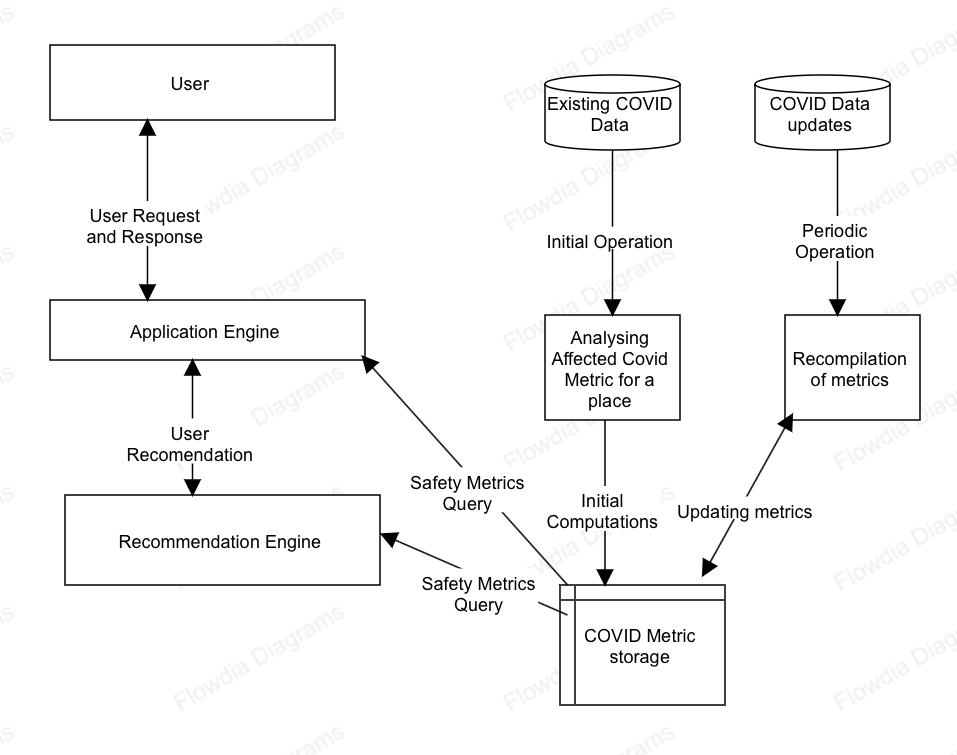 User
Existing COVID
Data
COVID Data
updates
User Request
and Response
Initial Operation
Periodic
Operation
Application Engine
Analysing
Affected Covid
Metric for a
place
Recompilation
of metrics
User
Recomendation
Safety Metrics
Query
Initial
Computations
Updating metrics
Recommendation Engine
Safety Metrics
Query
COVID Metric
storage
Flowdia Diagrams